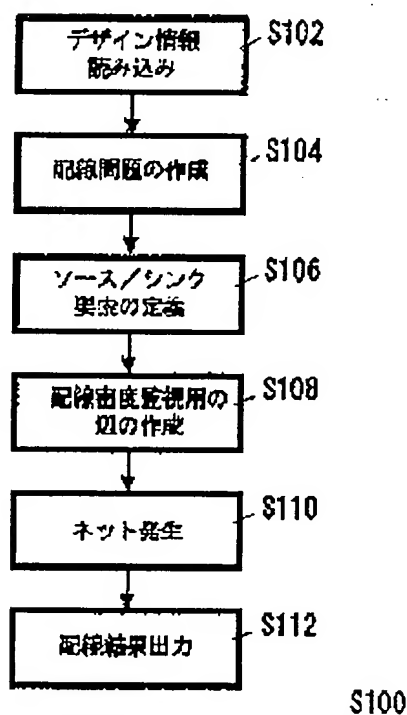 デザイン情報
読み込み
S102
配線問題の作成
S104
ソース／シンク
要求の定義
S106
配線密度監視用の
辺の作成
S108
ネット発生
S110
配線結果出力
S112
S100